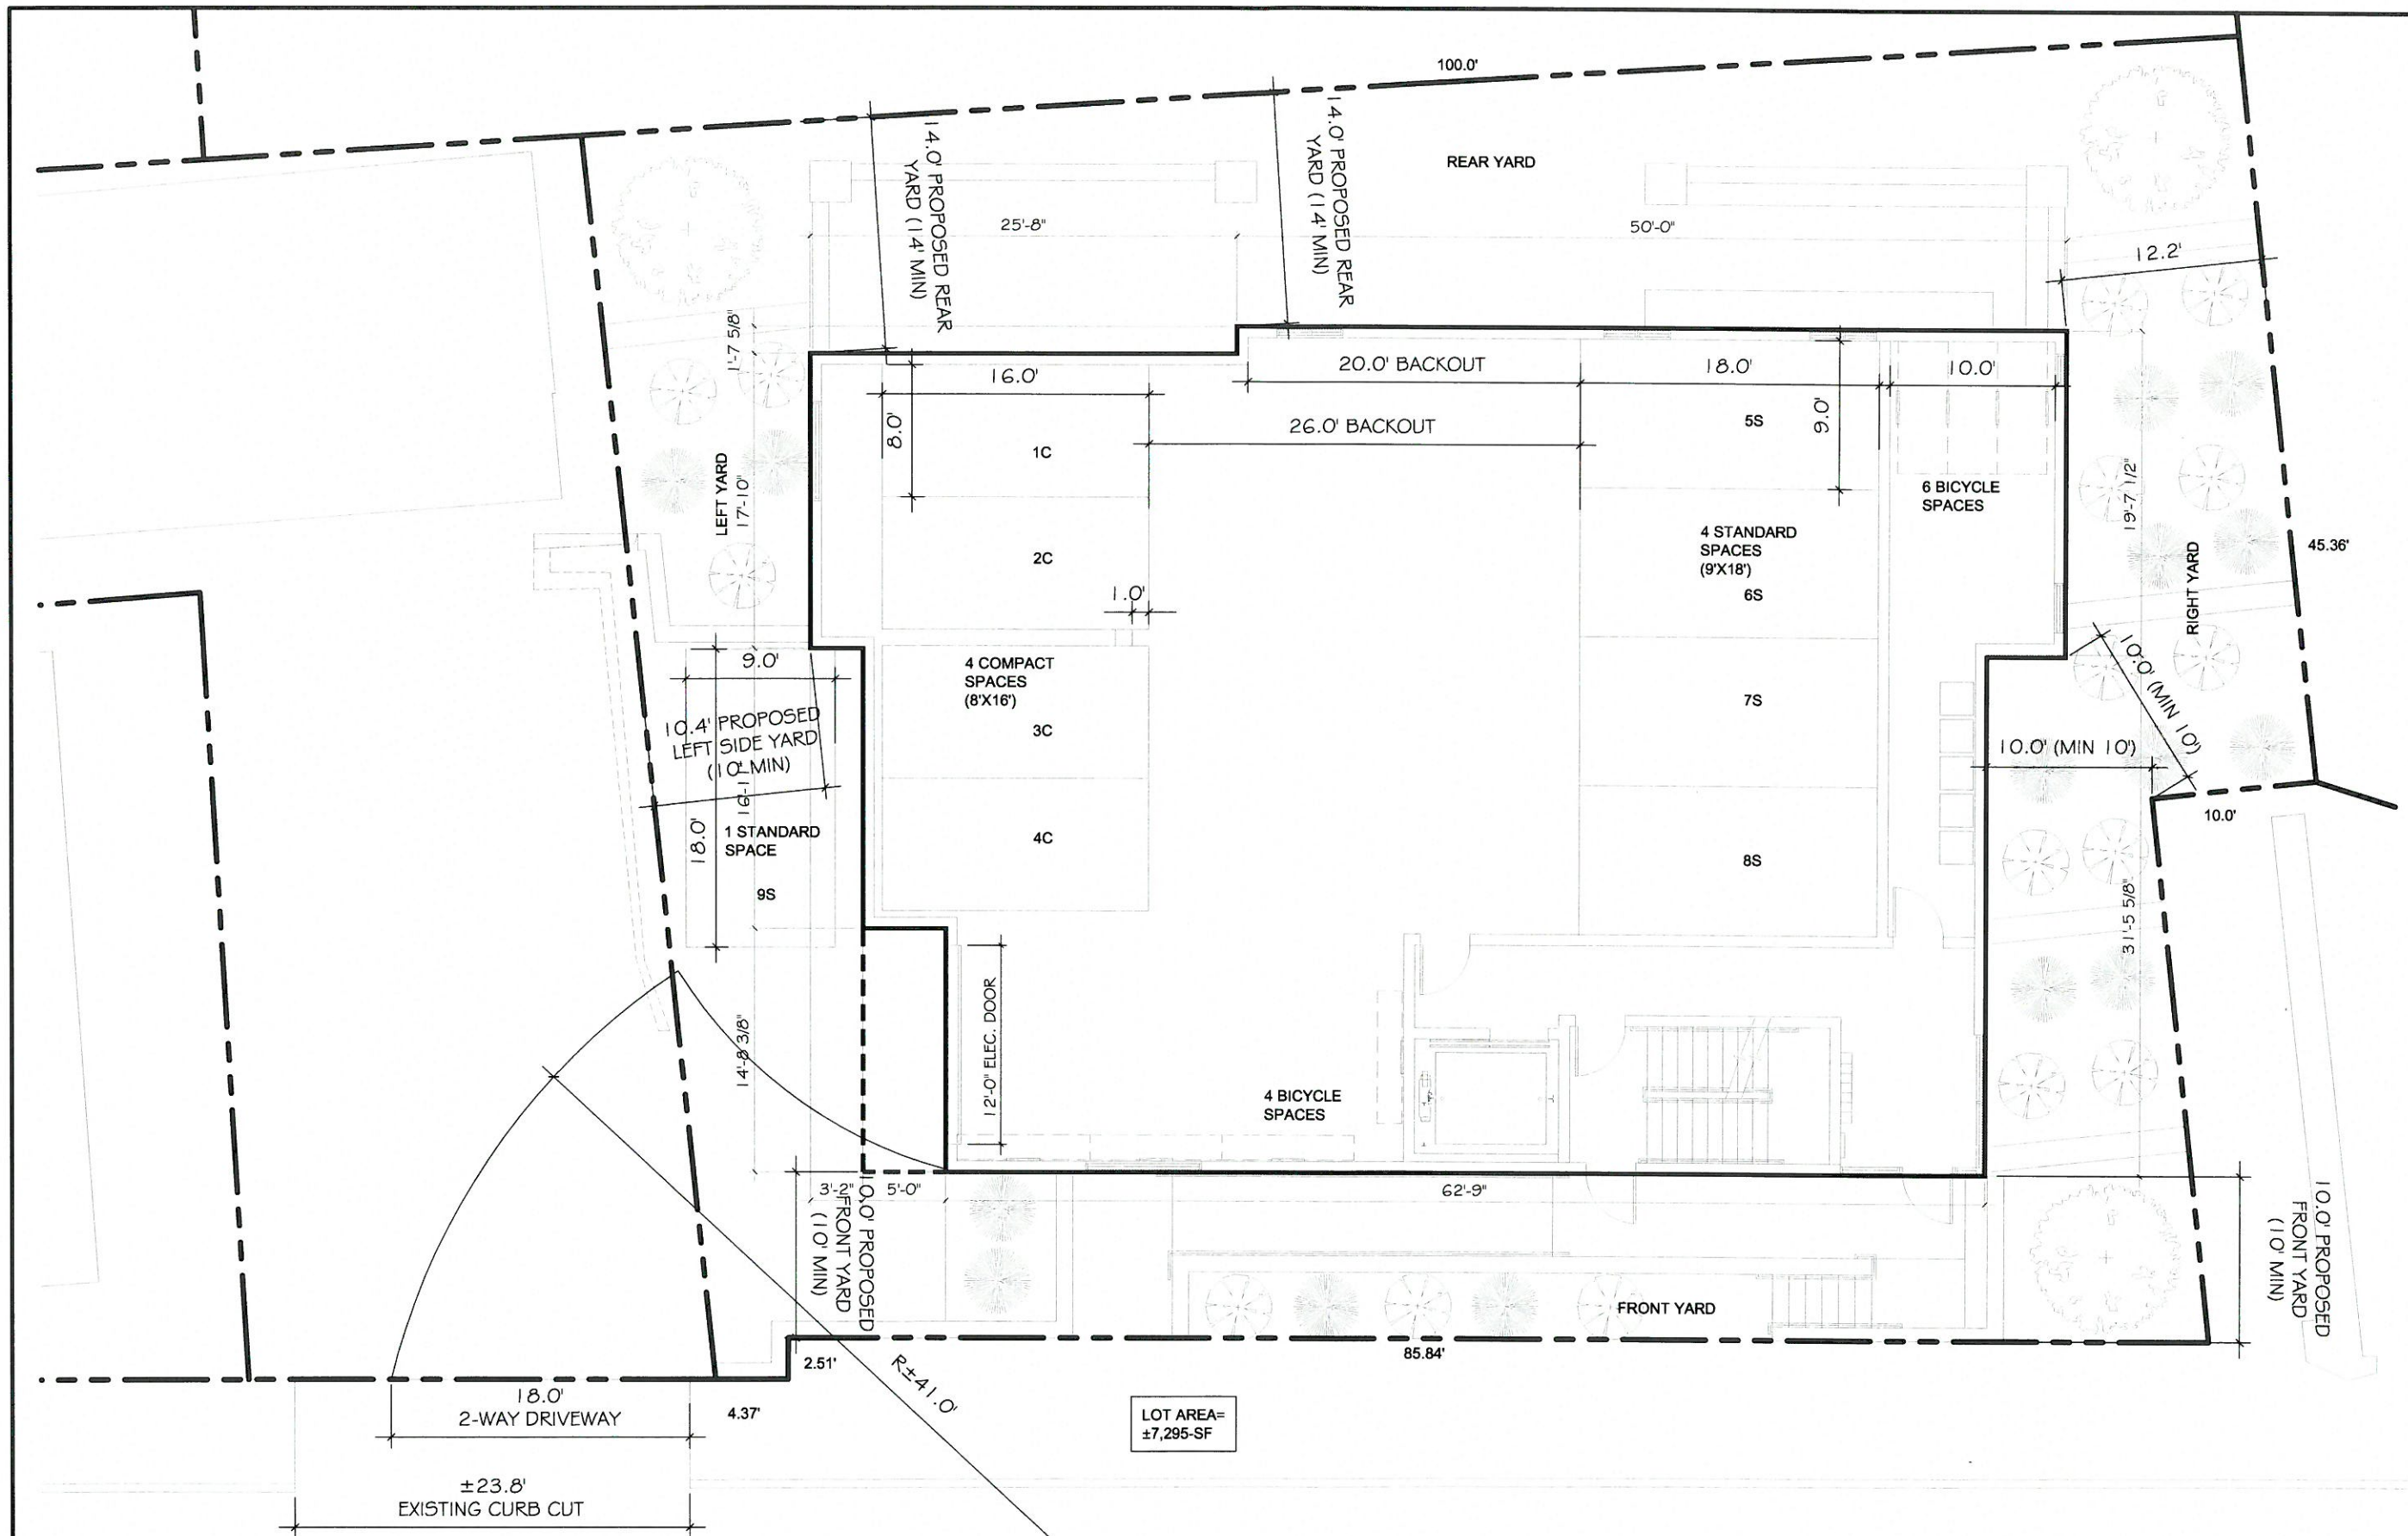 100.0'
14.0' PROPOSED REAR
YARD (14' MIN)
14.0' PROPOSED REAR
YARD (14' MIN)
REAR YARD
25'-8"
50'-0"
12.2'
1'-7 5/8"
20.0' BACKOUT
18.0'
10.0'
16.0'
8.0'
26.0' BACKOUT
9.0'
5S
1C
LEFT YARD
17'-10"
6 BICYCLE
SPACES
19'-7 1/2"
4 STANDARD
SPACES
(9'X18')
2C
6S
1.0'
45.36'
RIGHT YARD
9.0'
4 COMPACT
SPACES
(8'X16')
3C
7S
10.0' (MIN 10')
10.0' (MIN 10')
10.4' PROPOSED
LEFT SIDE YARD
(10' MIN)
18.0'
1 STANDARD
SPACE
9S
4C
8S
10.0'
31'-5 5/8"
14'-8 3/8"
12'-0" ELEC. DOOR
4 BICYCLE
SPACES
3'-2"
5'-0"
62'-9"
10.0' PROPOSED
FRONT YARD
(10' MIN)
10.0' PROPOSED
FRONT YARD
(10' MIN)
FRONT YARD
2.51'
85.84'
R±41.0'
18.0'
2-WAY DRIVEWAY
4.37'
LOT AREA=
±7,295-SF
±23.8'
EXISTING CURB CUT